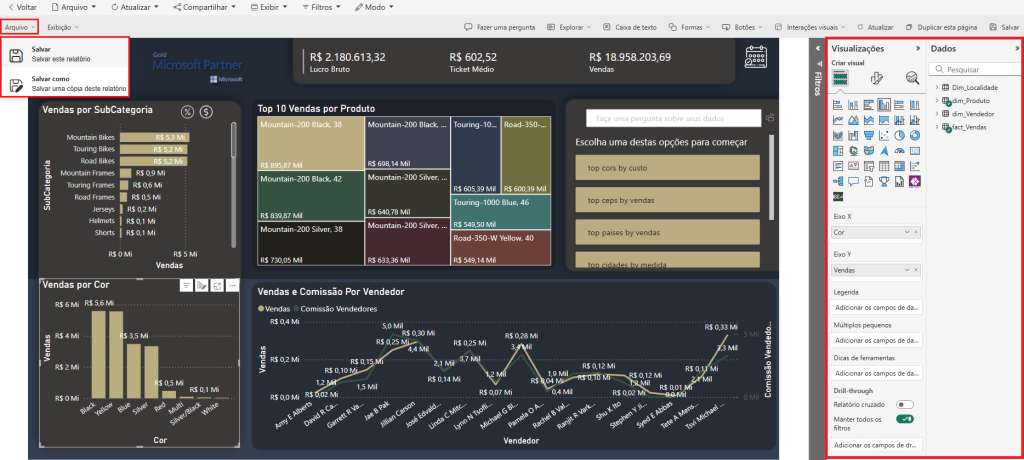 Voltar
Arquivo
Atualizar
Compartilhar
Exibir
Filtros
Modo
Arquivo
Exibição
Fazer uma pergunta
Explorar
Caixa de texto
Formas
Botões
Interações visuais
Atualizar
Duplicar esta página
Salvar
Salvar
Salvar este relatório
Salvar como
Salvar uma cópia deste relatório
Gold
Microsoft Partner
Microsoft
R$ 2.180.613,32
Lucro Bruto
R$ 602,52
Ticket Médio
R$ 18.958.203,69
Vendas
Vendas por SubCategoria
SubCategoria
Mountain Bikes
R$ 5,3 Mi
Touring Bikes
R$ 5,2 Mi
Road Bikes
R$ 5,2 Mi
Mountain Frames
R$ 0,9 Mi
Touring Frames
R$ 0,6 Mi
Road Frames
R$ 0,5 Mi
Jerseys
R$ 0,2 Mi
Helmets
R$ 0,1 Mi
Shorts
R$ 0,1 Mi
R$ 0 Mi
R$ 5 Mi
Vendas
Top 10 Vendas por Produto
Mountain-200 Black, 38
R$ 895,87 Mil
Mountain-200 Black, 42
R$ 839,87 Mil
Mountain-200 Silver, 38
R$ 730,05 Mil
Mountain-200 Black, ...
R$ 698,14 Mil
Mountain-200 Silver, ...
R$ 640,78 Mil
Mountain-200 Silver, ...
R$ 633,36 Mil
Touring-10...
R$ 605,39 Mil
Road-350-...
R$ 600,39 Mil
Touring-1000 Blue, 46
R$ 549,50 Mil
Road-350-W Yellow, 40
R$ 549,14 Mil
Faça uma pergunta sobre seus dados
Escolha uma destas opções para começar
top cors by custo
top ceps by vendas
top paises by vendas
top cidades by medida
Vendas por Cor
Vendas
R$ 6 Mi
R$ 4 Mi
R$ 2 Mi
R$ 0 Mi
R$ 5,6 Mi
R$ 3,5 Mi
R$ 0,5 Mi
R$ 0,1 Mi
Black
Yellow
Blue
Silver
Red
Multi
Silver/Black
White
Cor
Vendas e Comissão Por Vendedor
Vendas
Comissão Vendedores
Vendas
R$ 0,4 Mi
R$ 0,2 Mi
R$ 0,0 Mi
1,2 Mil
R$ 0,02 Mi
R$ 0,10 Mi
R$ 0,15 Mi
1,5 Mil
5,0 Mil
R$ 0,25 Mi
R$ 0,30 Mi
4,4 Mil
2,1 Mil
R$ 0,14 Mi
R$ 0,25 Mi
3,7 Mil
1,2 Mil
R$ 0,07 Mi
R$ 0,28 Mi
3,4 Mil
R$ 0,04 Mi
0,4 Mil
1,9 Mil
R$ 0,10 Mi
R$ 0,12 Mi
R$ 0,12 Mi
1,2 Mil
R$ 0,02 Mi
R$ 0,01 Mi
0,0 Mil
R$ 0,11 Mi
2,1 Mil
R$ 0,33 Mi
3,3 Mil
5 Mil
0 Mil
Comissão Vendedo...
Amy E Alberts
David R Ca...
Garrett R Va...
Jae B Pak
Jillian Carson
José Edvald...
Linda C Mitc...
Lynn N Tsofli...
Michael G Bl...
Pamela O A...
Rachel B Val...
Ranjit R Vark...
Shu K Ito
Stephen Y Ji...
Syed E Abbas
Tete A Mens...
Tsvi Michael ...
Vendedor
Filtros
Visualizações
Criar visual
Eixo X
Cor
Eixo Y
Vendas
Legenda
Adicionar os campos de da...
Múltiplos pequenos
Adicionar os campos de da...
Dicas de ferramentas
Adicionar os campos de da...
Drill-through
Relatório cruzado
Manter todos os
filtros
Adicionar os campos de dr...
Dados
Pesquisar
Dim_Localidade
dim_Produto
dim_Vendedor
fact_Vendas